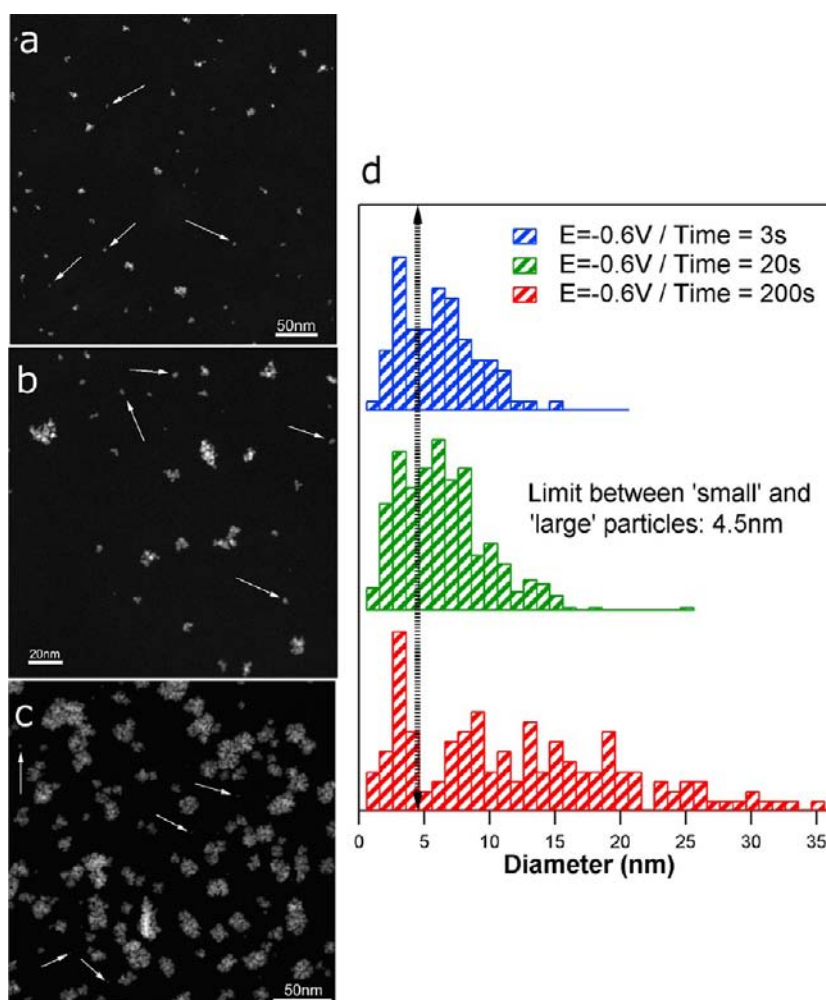 a
50nm
b
20nm
c
50nm
d
E=-0.6V / Time = 3s
E=-0.6V / Time = 20s
E=-0.6V / Time = 200s
Limit between 'small' and
'large' particles: 4.5nm
0 5 10 15 20 25 30 35
Diameter (nm)